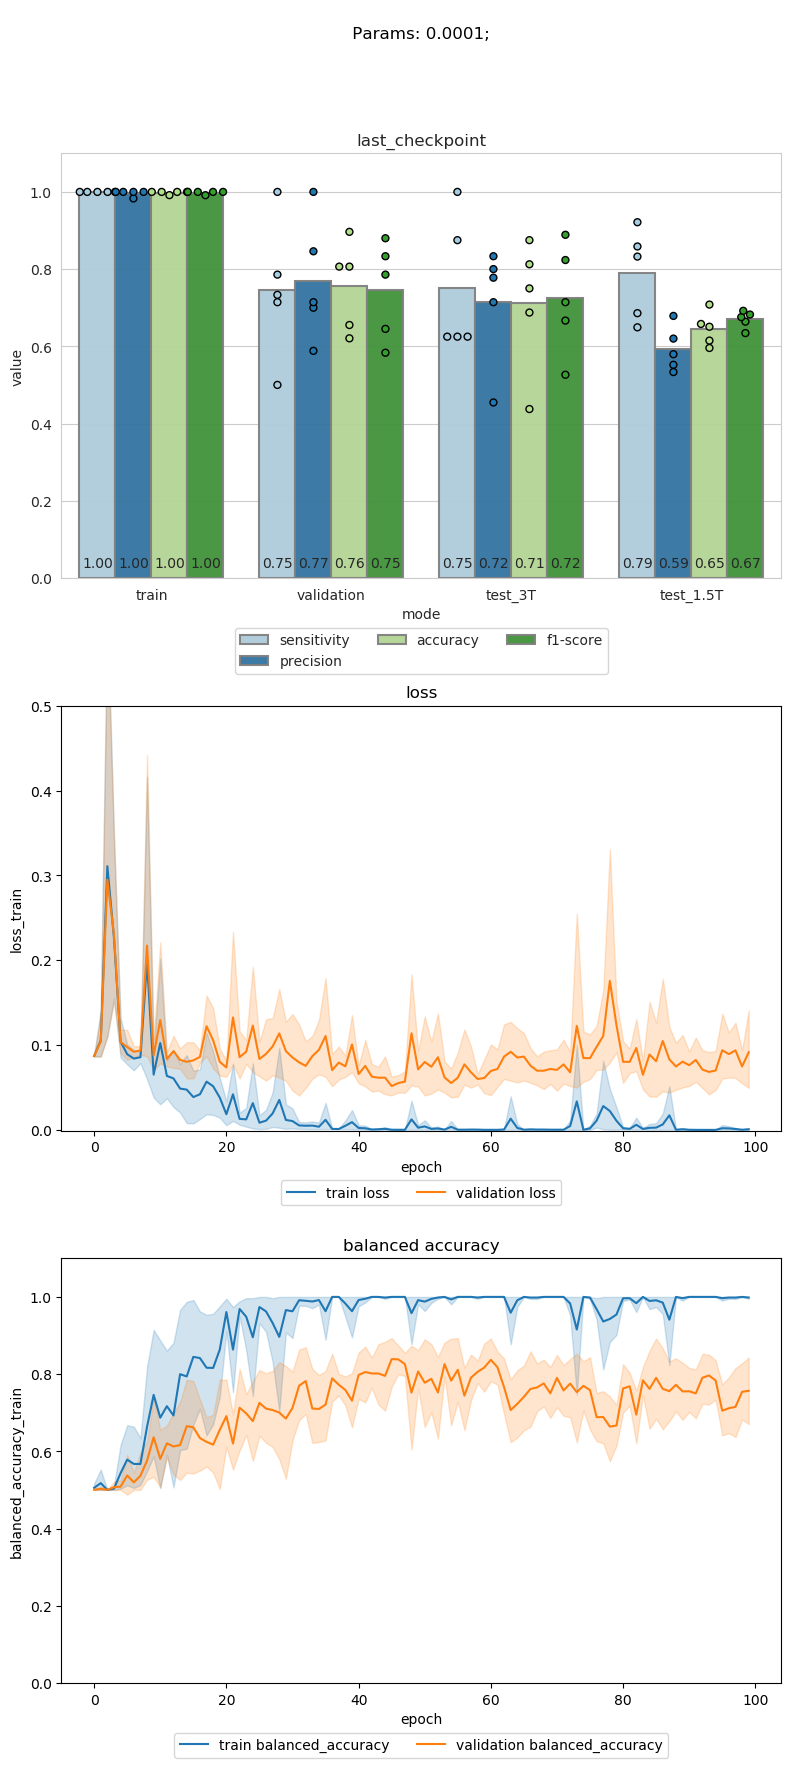 Params: 0.0001;
last_checkpoint
1.0
0.8
0.6
0.4
0.2
0.0
value
1.00 1.00 1.00 1.00 0.75 0.77 0.76 0.75 0.75 0.72 0.71 0.72 0.79 0.59 0.65 0.67
train validation test_3T test_1.5T
mode
sensitivity accuracy f1-score
precision
loss
0.5
0.4
0.3
0.2
0.1
0.0
loss_train
0 20 40 60 80 100
epoch
train loss validation loss
balanced accuracy
1.0
0.8
0.6
0.4
0.2
0.0
balanced_accuracy_train
0 20 40 60 80 100
epoch
train balanced_accuracy validation balanced_accuracy